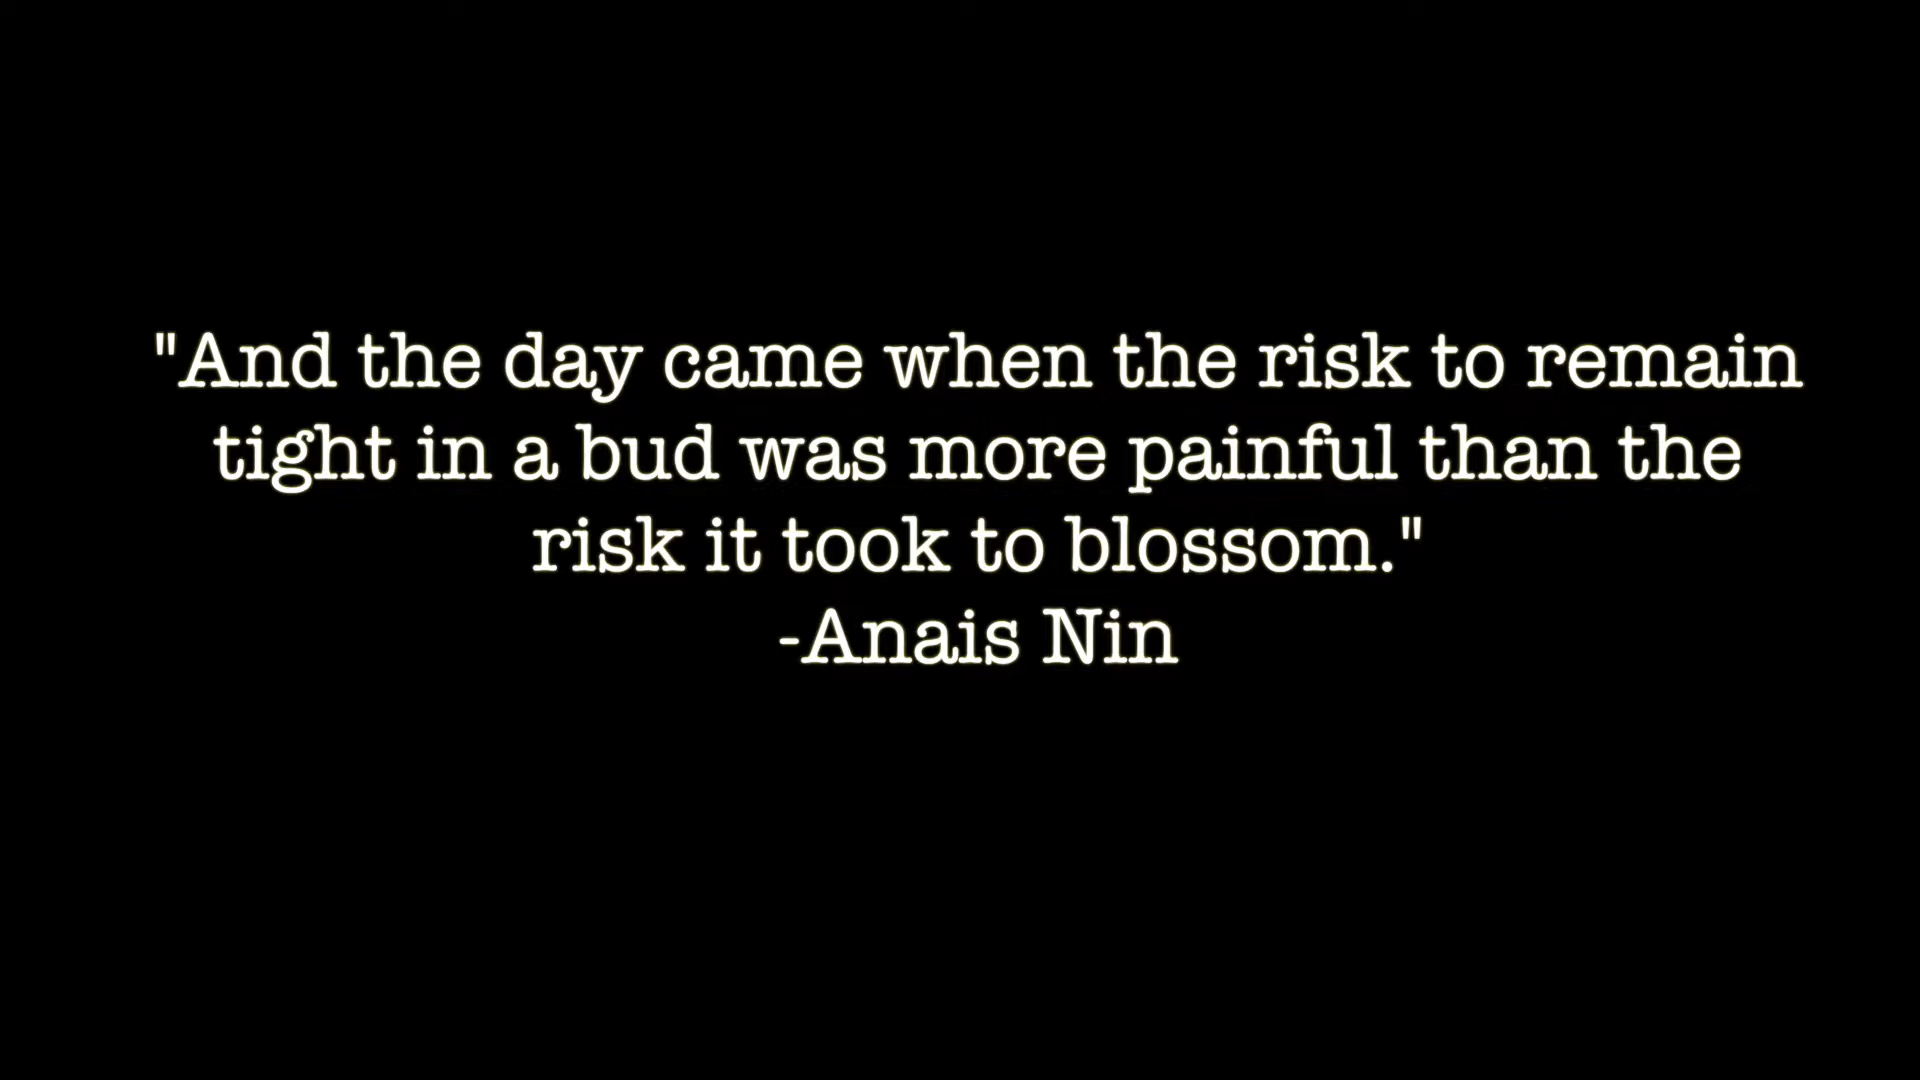 "And the day came when the risk to remain
tight in a bud was more painful than the
risk it took to blossom."
-Anais Nin